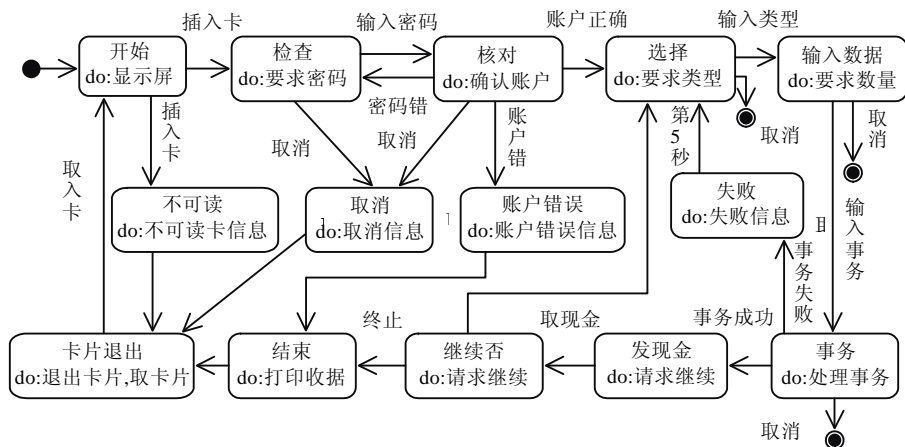 插入卡
输入密码
账户正确
输入类型
开始
do:显示屏
检查
do:要求密码
核对
do:确认账户
选择
do:要求类型
输入数据
do:要求数量
密码错
插入卡
取消
取消
账户错
第5秒
取消
取消
取入卡
不可读
do:不可读卡信息
取消
do:取消信息
账户错误
do:账户错误信息
失败
do:失败信息
输入事务
事务失败
终止
取现金
事务成功
卡片退出
do:退出卡片,取卡片
结束
do:打印收据
继续否
do:请求继续
发现金
do:请求继续
事务
do:处理事务
取消